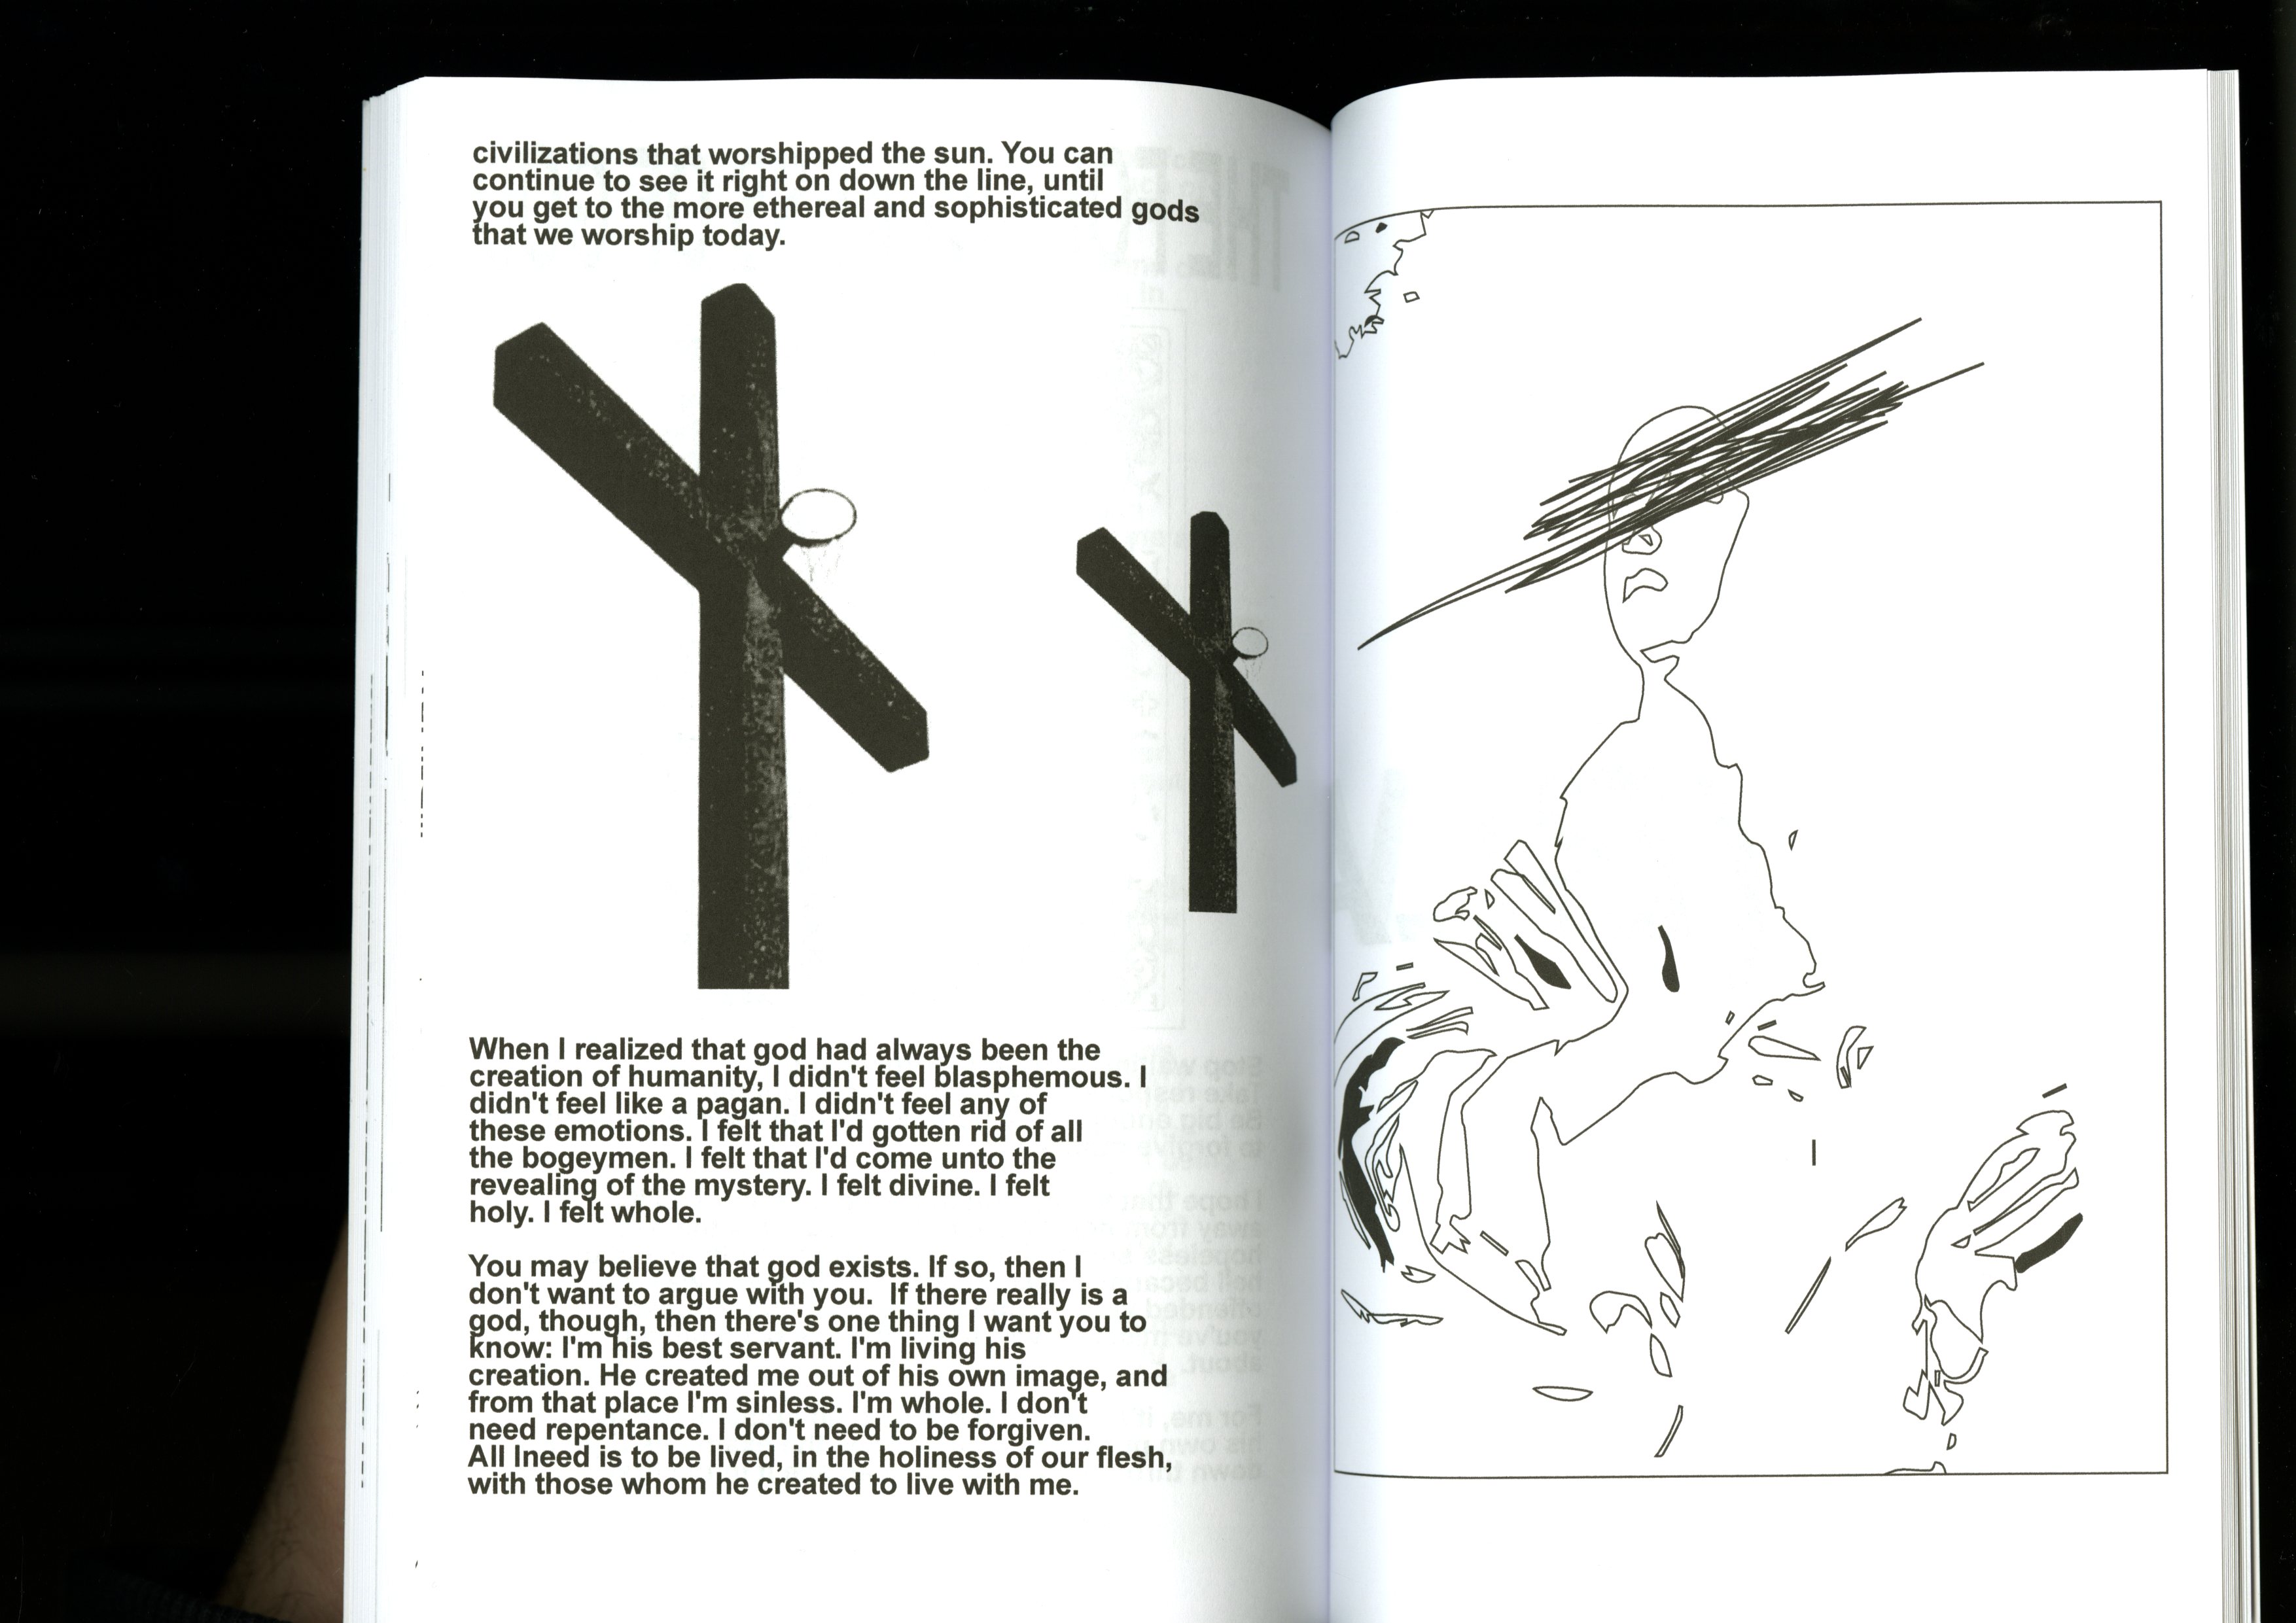 civilizations that worshipped the sun. You can
continue to see it right on down the line, until
you get to the more ethereal and sophisticated gods
that we worship today.
When I realized that god had always been the
creation of humanity, I didn't feel blasphemous. I
didn't feel like a pagan. I didn't feel any of
these emotions. I felt that I'd gotten rid of all
the bogeymen. I felt that I'd come unto the
revealing of the mystery. I felt divine. I felt
holy. I felt whole.
You may believe that god exists. If so, then I
don't want to argue with you.  If there really is a
god, though, then there's one thing I want you to
know: I'm his best servant. I'm living his
creation. He created me out of his own image, and
from that place I'm sinless. I'm whole. I don't
need repentance. I don't need to be forgiven.
All Ineed is to be lived, in the holiness of our flesh,
with those whom he created to live with me.